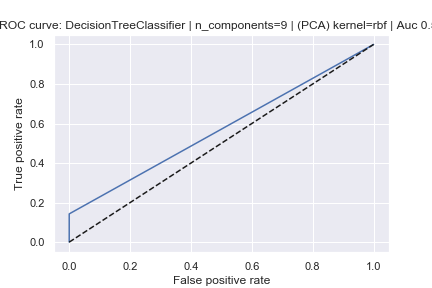 ROC curve: DecisionTreeClassifier | n_components=9 | (PCA) kernel=rbf | Auc
1.0
0.8
0.6
0.4
0.2
0.0
True positive rate
0.0 0.2 0.4 0.6 0.8 1.0
False positive rate